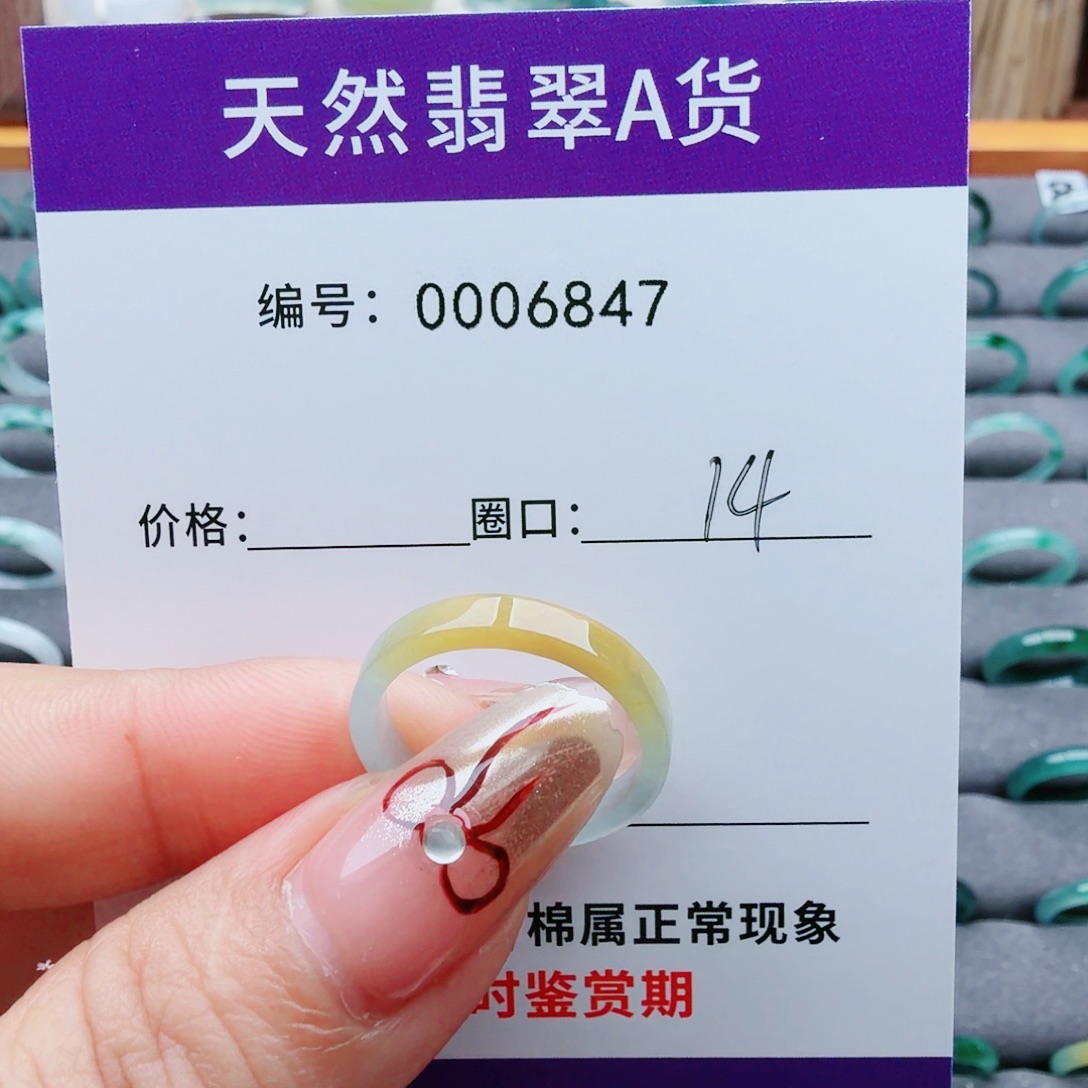 天然翡翠A货
编号：0006847
价格： 圈口： 14
棉属正常现象
时鉴赏期